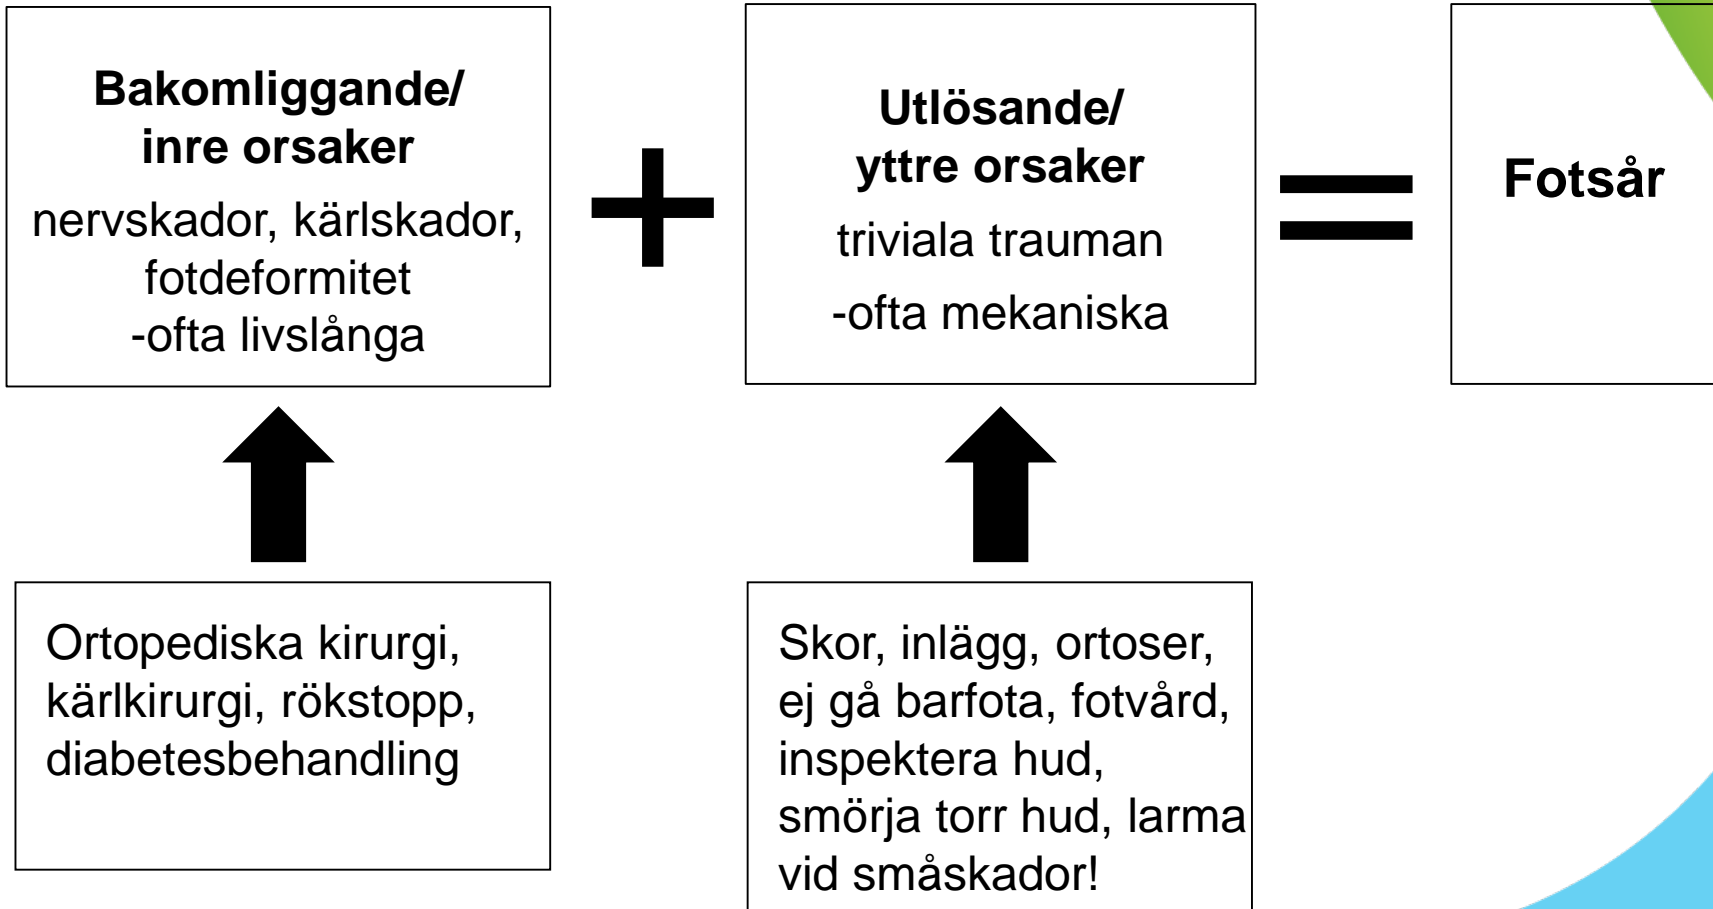 Bakomliggande/
inre orsaker
nervskador, kärlskador,
fotdeformitet
-ofta livslånga
+
Utlösande/
yttre orsaker
triviala trauman
-ofta mekaniska
=
Fotsår
Ortopediska kirurgi,
kärlkirurgi, rökstopp,
diabetesbehandling
Skor, inlägg, ortoser,
ej gå barfota, fotvård,
inspektera hud,
smörja torr hud, larma
vid småskador!